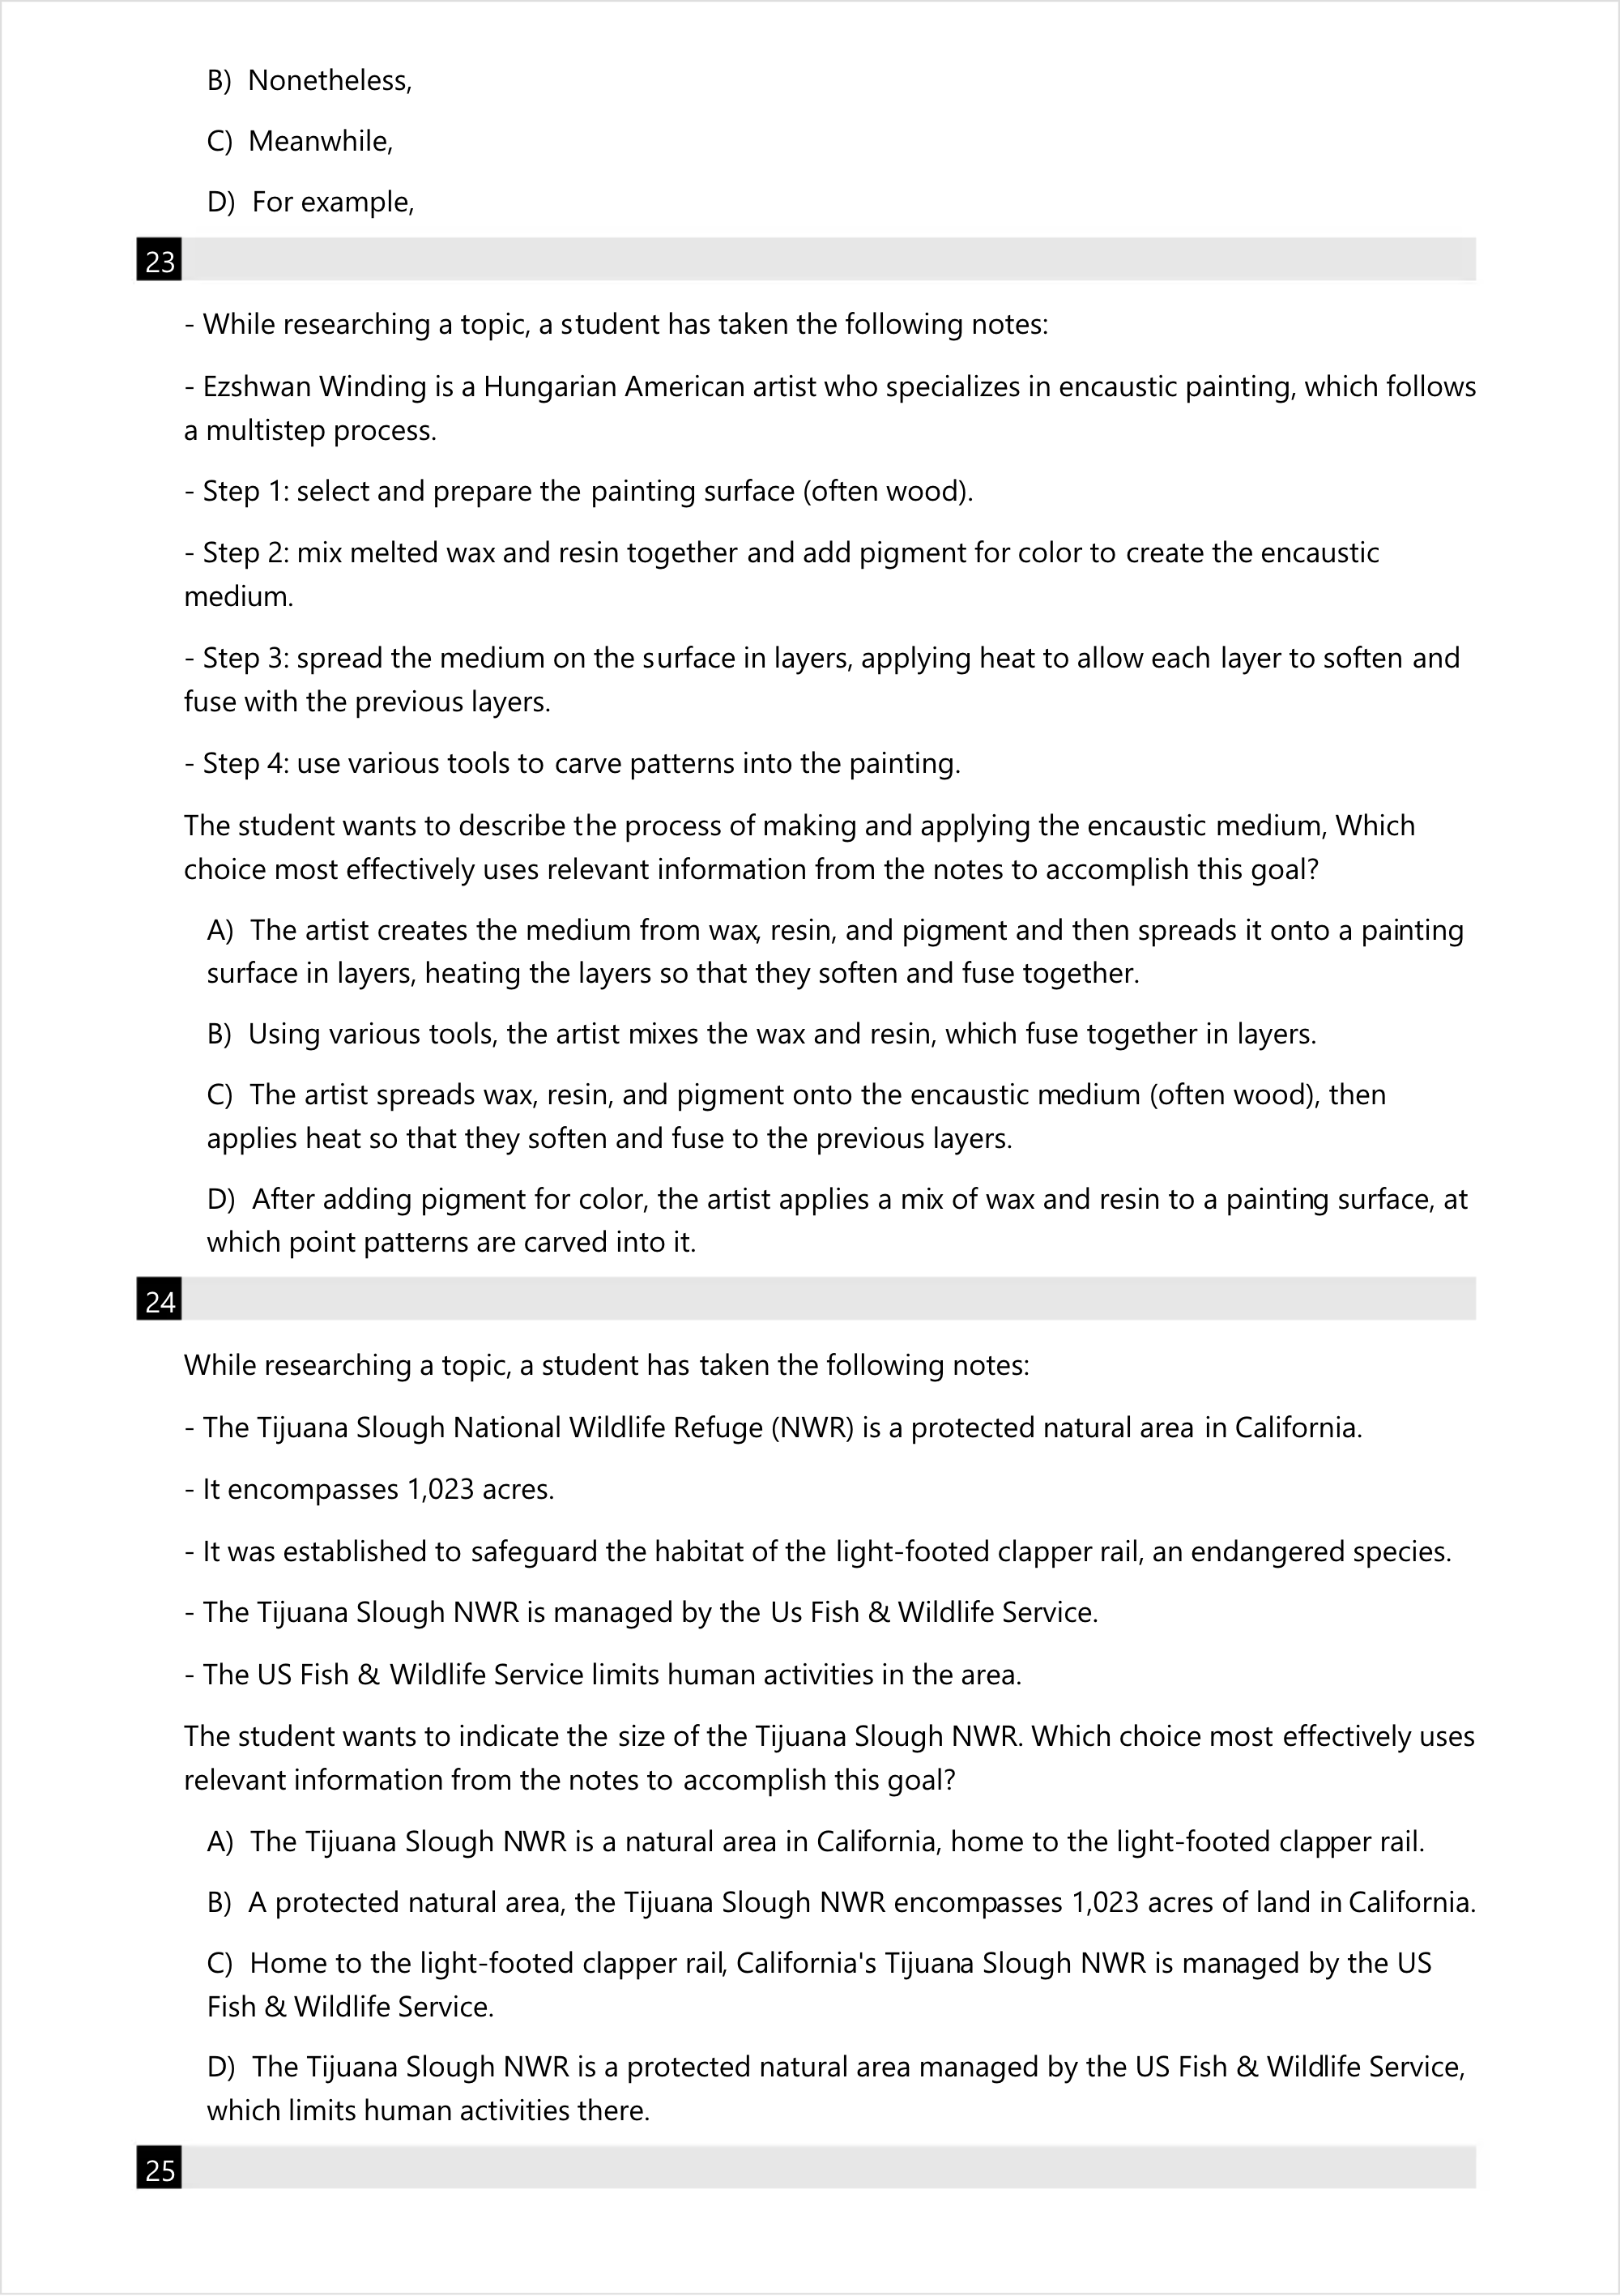 B) Nonetheless,
C) Meanwhile,
D) For example,
23
- While researching a topic, a student has taken the following notes:
- Ezshwan Winding is a Hungarian American artist who specializes in encaustic painting, which follows
a multistep process.
- Step 1: select and prepare the painting surface (often wood).
- Step 2: mix melted wax and resin together and add pigment for color to create the encaustic
medium.
- Step 3: spread the medium on the surface in layers, applying heat to allow each layer to soften and
fuse with the previous layers.
- Step 4: use various tools to carve patterns into the painting.
The student wants to describe the process of making and applying the encaustic medium, Which
choice most effectively uses relevant information from the notes to accomplish this goal?
A) The artist creates the medium from wax, resin, and pigment and then spreads it onto a painting
surface in layers, heating the layers so that they soften and fuse together.
B) Using various tools, the artist mixes the wax and resin, which fuse together in layers.
C) The artist spreads wax, resin, and pigment onto the encaustic medium (often wood), then
applies heat so that they soften and fuse to the previous layers.
D) After adding pigment for color, the artist applies a mix of wax and resin to a painting surface, at
which point patterns are carved into it.
24
While researching a topic, a student has taken the following notes:
- The Tijuana Slough National Wildlife Refuge (NWR) is a protected natural area in California.
- It encompasses 1,023 acres.
- It was established to safeguard the habitat of the light-footed clapper rail, an endangered species.
- The Tijuana Slough NWR is managed by the Us Fish & Wildlife Service.
- The US Fish & Wildlife Service limits human activities in the area.
The student wants to indicate the size of the Tijuana Slough NWR. Which choice most effectively uses
relevant information from the notes to accomplish this goal?
A) The Tijuana Slough NWR is a natural area in California, home to the light-footed clapper rail.
B) A protected natural area, the Tijuana Slough NWR encompasses 1,023 acres of land in California.
C) Home to the light-footed clapper rail, California's Tijuana Slough NWR is managed by the US
Fish & Wildlife Service.
D) The Tijuana Slough NWR is a protected natural area managed by the US Fish & Wildlife Service,
which limits human activities there.
25